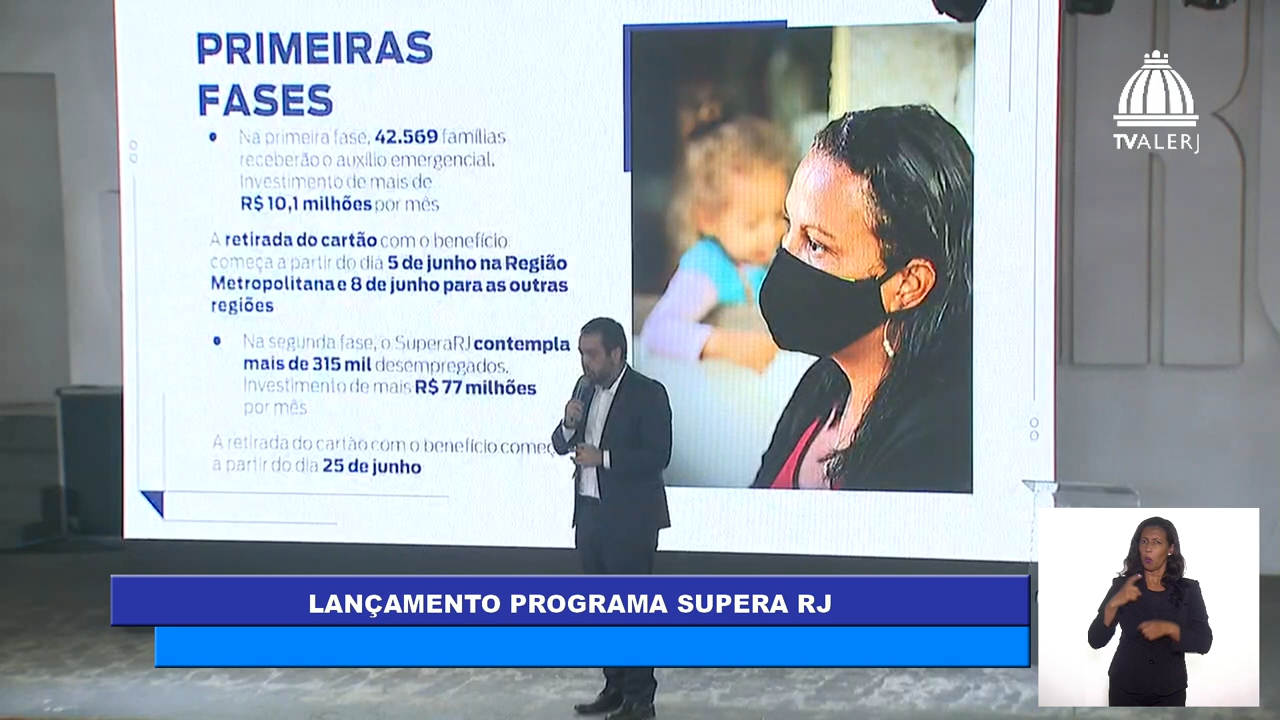 PRIMEIRAS
FASES
Na primeira fase, 42.569 famílias
receberão o auxílio emergencial.
Investimento de mais de
R$ 10,1 milhões por mês
A retirada do cartão com o benefício
começa a partir do dia 5 de junho na Região
Metropolitana e 8 de junho para as outras
regiões
Na segunda fase, o SuperaRJ contempla
mais de 315 mil desempregados.
Investimento de mais R$ 77 milhões
por mês
A retirada do cartão com o benefício começ
a partir do dia 25 de junho
TVALERJ
LANÇAMENTO PROGRAMA SUPERA RJ